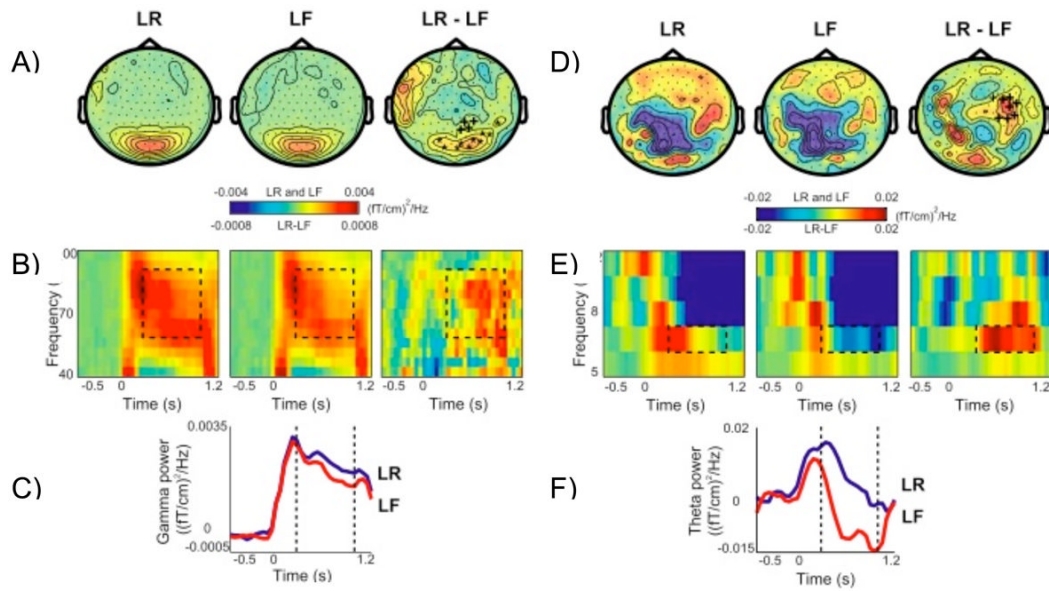 A)
LR LF LR - LF
-0.004 LR and LF 0.004
(fT/cm)²/Hz
-0.0008 LR-LF 0.0008
B)
Frequency (
00
70
40
-0.5 0 1.2 -0.5 0 1.2 -0.5 0 1.2
Time (s) Time (s) Time (s)
C)
Gamma power
((fT/cm)²/Hz)
0.0035
0
-0.0005
LR
LF
-0.5 0 1.2
Time (s)
D)
LR LF LR - LF
-0.02 LR and LF 0.02
(fT/cm)²/Hz
-0.02 LR-LF 0.02
E)
Frequency (
8
5
-0.5 0 1.2 -0.5 0 1.2 -0.5 0 1.2
Time (s) Time (s) Time (s)
F)
Theta power
((fT/cm)²/Hz)
0.02
0
-0.015
LR
LF
-0.5 0 1.2
Time (s)